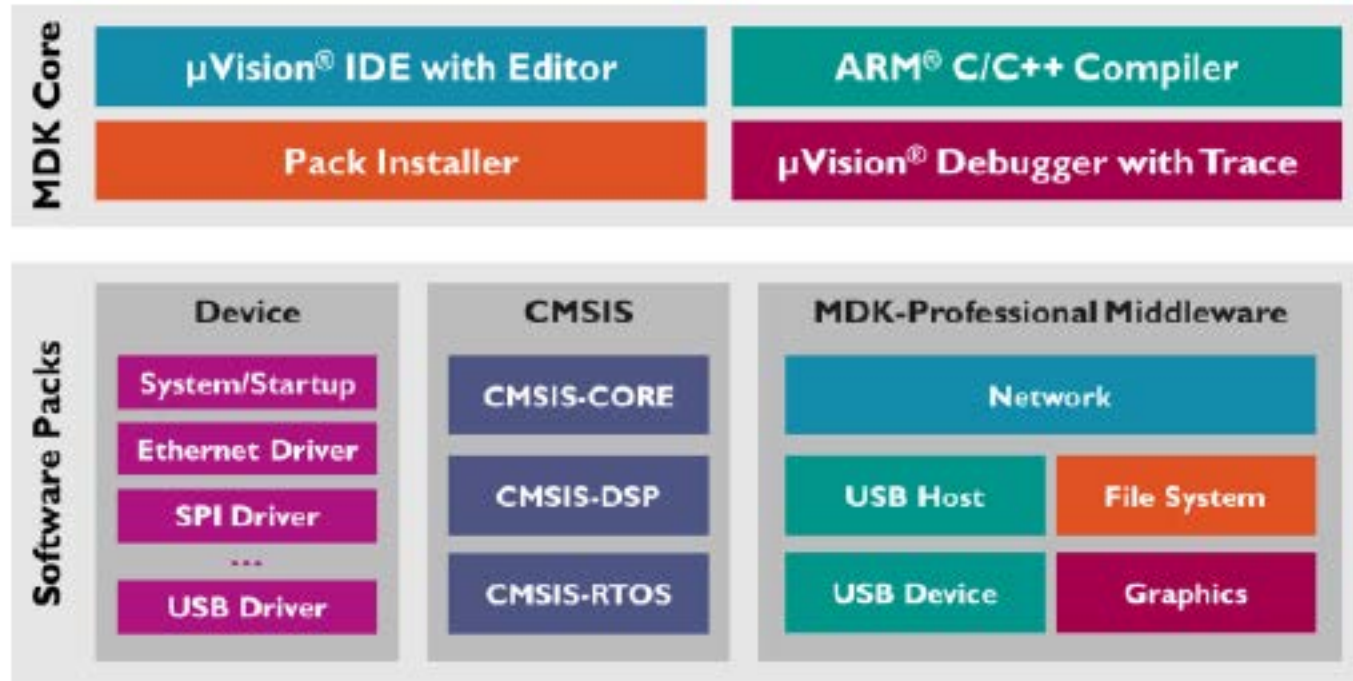 MDK Core
µVision® IDE with Editor
ARM® C/C++ Compiler
Pack Installer
µVision® Debugger with Trace
Software Packs
Device
System/Startup
Ethernet Driver
SPI Driver
...
USB Driver
CMSIS
CMSIS-CORE
CMSIS-DSP
CMSIS-RTOS
MDK-Professional Middleware
Network
USB Host
File System
USB Device
Graphics